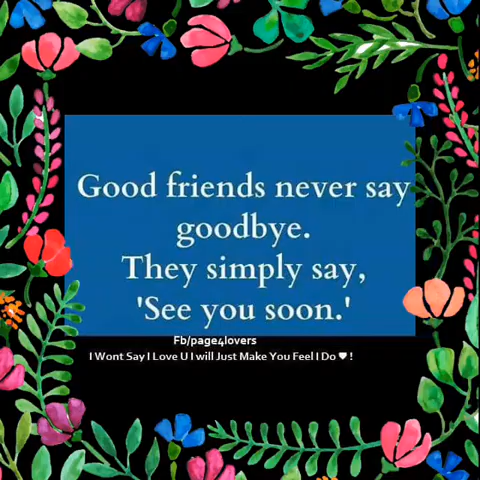 Good friends never say
goodbye.
They simply say,
'See you soon.'
Fb/page4lovers
I Wont Say I Love U I will Just Make You Feel I Do ♥ !